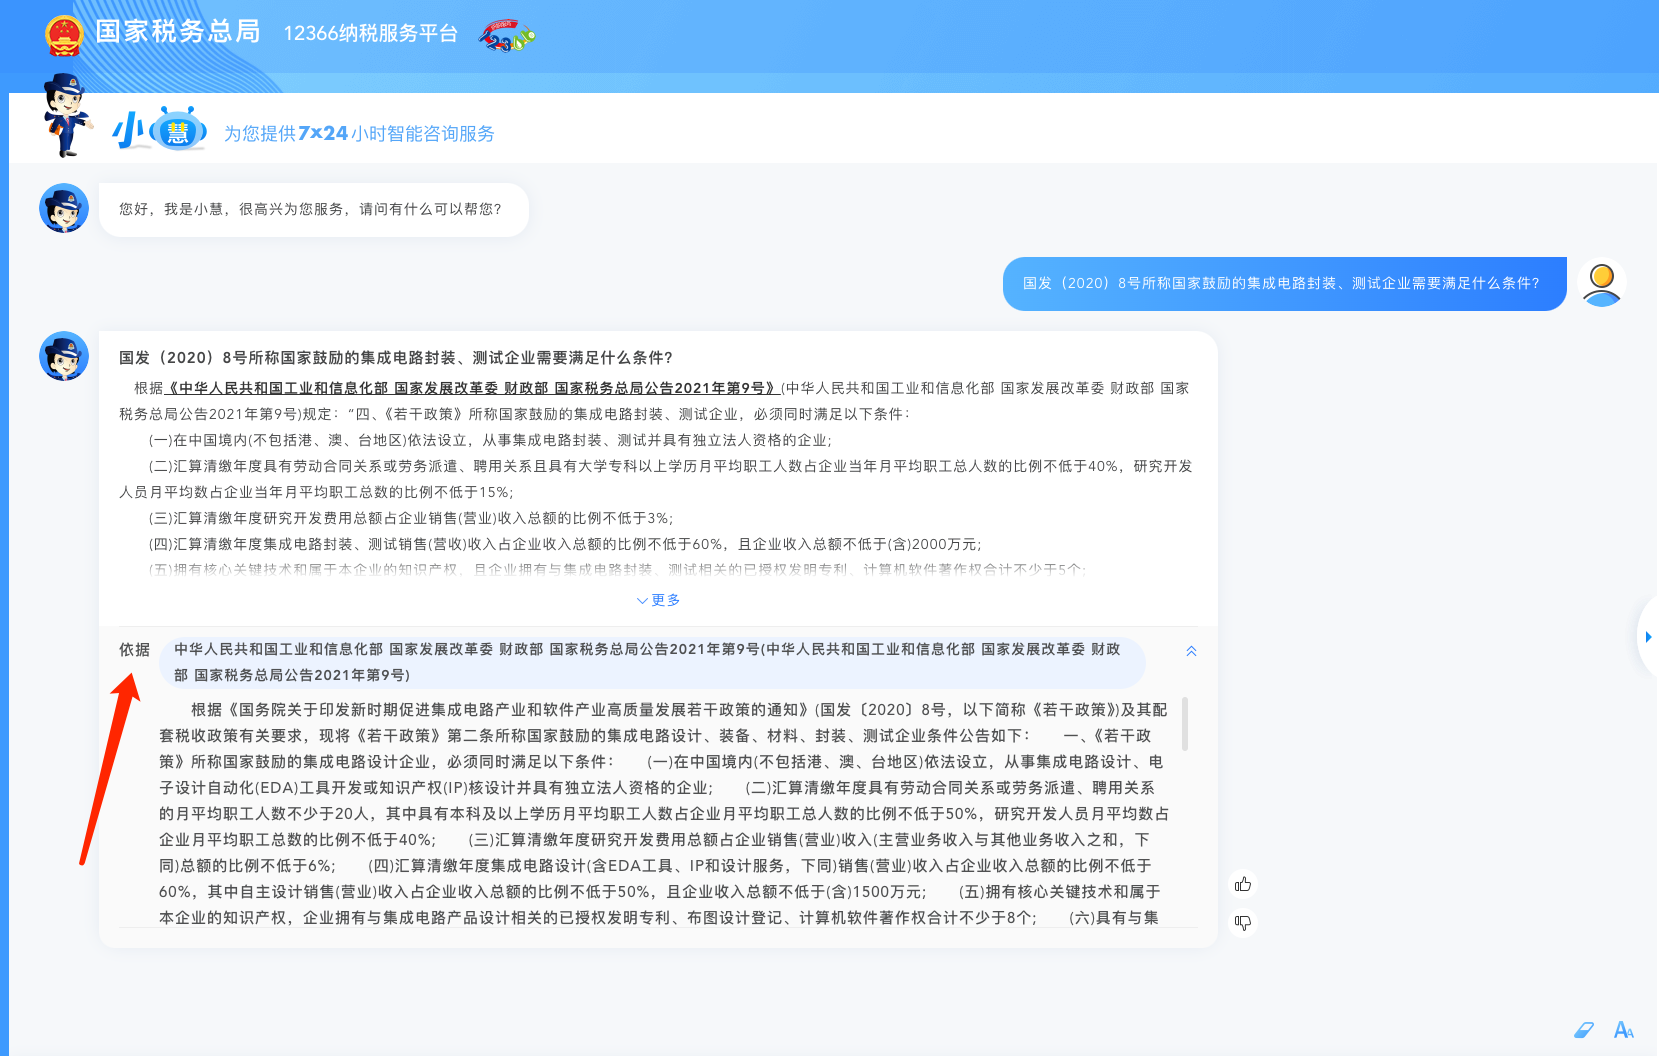 国家税务总局 12366纳税服务平台
小慧 为您提供7×24小时智能咨询服务
您好，我是小慧，很高兴为您服务，请问有什么可以帮您?
国发（2020）8号所称国家鼓励的集成电路封装、测试企业需要满足什么条件?
国发（2020）8号所称国家鼓励的集成电路封装、测试企业需要满足什么条件?
根据《中华人民共和国工业和信息化部 国家发展改革委 财政部 国家税务总局公告2021年第9号》(中华人民共和国工业和信息化部 国家发展改革委 财政部 国家
税务总局公告2021年第9号)规定："四、《若干政策》所称国家鼓励的集成电路封装、测试企业，必须同时满足以下条件：
(一)在中国境内(不包括港、澳、台地区)依法设立，从事集成电路封装、测试并具有独立法人资格的企业;
(二)汇算清缴年度具有劳动合同关系或劳务派遣、聘用关系且具有大学专科以上学历月平均职工人数占企业当年月平均职工总人数的比例不低于40%，研究开发
人员月平均数占企业当年月平均职工总数的比例不低于15%;
(三)汇算清缴年度研究开发费用总额占企业销售(营业)收入总额的比例不低于3%;
(四)汇算清缴年度集成电路封装、测试销售(营收)收入占企业收入总额的比例不低于60%，且企业收入总额不低于(含)2000万元;
(五)拥有核心关键技术和属于本企业的知识产权，且企业拥有与集成电路封装、测试相关的已授权发明专利、计算机软件著作权合计不少于5个;
更多
依据 中华人民共和国工业和信息化部 国家发展改革委 财政部 国家税务总局公告2021年第9号(中华人民共和国工业和信息化部 国家发展改革委 财政
部 国家税务总局公告2021年第9号)
根据《国务院关于印发新时期促进集成电路产业和软件产业高质量发展若干政策的通知》(国发〔2020〕8号，以下简称《若干政策》)及其配
套税收政策有关要求，现将《若干政策》第二条所称国家鼓励的集成电路设计、装备、材料、封装、测试企业条件公告如下： 一、《若干政
策》所称国家鼓励的集成电路设计企业，必须同时满足以下条件： (一)在中国境内(不包括港、澳、台地区)依法设立，从事集成电路设计、电
子设计自动化(EDA)工具开发或知识产权(IP)核设计并具有独立法人资格的企业; (二)汇算清缴年度具有劳动合同关系或劳务派遣、聘用关系
的月平均职工人数不少于20人，其中具有本科及以上学历月平均职工人数占企业月平均职工总人数的比例不低于50%，研究开发人员月平均数占
企业月平均职工总数的比例不低于40%; (三)汇算清缴年度研究开发费用总额占企业销售(营业)收入(主营业务收入与其他业务收入之和，下
同)总额的比例不低于6%; (四)汇算清缴年度集成电路设计(含EDA工具、IP和设计服务，下同)销售(营业)收入占企业收入总额的比例不低于
60%，其中自主设计销售(营业)收入占企业收入总额的比例不低于50%，且企业收入总额不低于(含)1500万元; (五)拥有核心关键技术和属于
本企业的知识产权，企业拥有与集成电路产品设计相关的已授权发明专利、布图设计登记、计算机软件著作权合计不少于8个; (六)具有与集